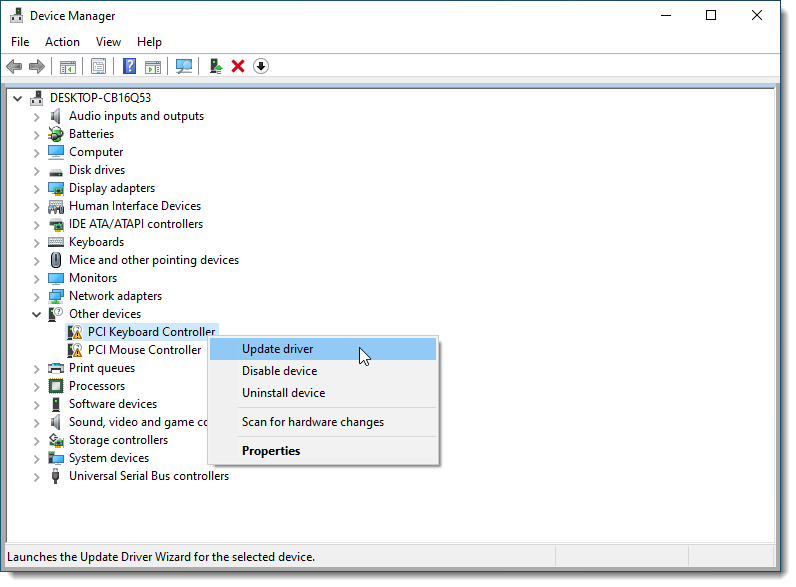 Device Manager
File Action View Help
DESKTOP-CB16Q53
Audio inputs and outputs
Batteries
Computer
Disk drives
Display adapters
Human Interface Devices
IDE ATA/ATAPI controllers
Keyboards
Mice and other pointing devices
Monitors
Network adapters
Other devices
PCI Keyboard Controller
PCI Mouse Controller
Print queues
Processors
Software devices
Sound, video and game co
Storage controllers
System devices
Universal Serial Bus controllers
Update driver
Disable device
Uninstall device
Scan for hardware changes
Properties
Launches the Update Driver Wizard for the selected device.